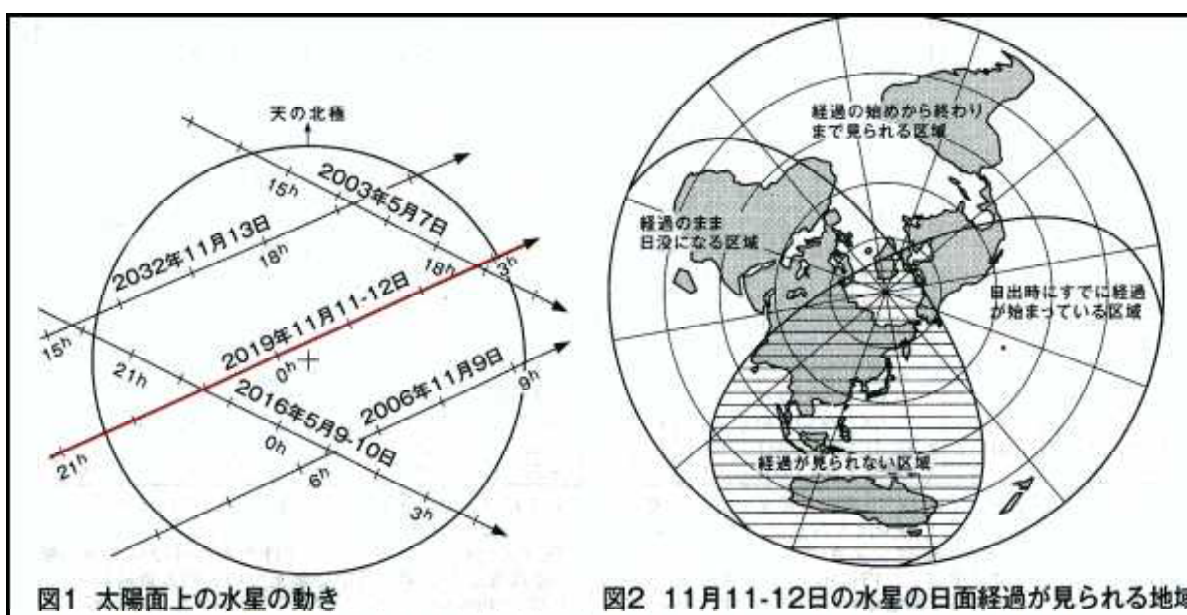 天の北極
2003年5月7日
15h
18h
2032年11月13日
15h
18h
2019年11月11-12日
21h
0h
3h
2016年5月9-10日
21h
0h
3h
2006年11月9日
6h
9h
図1 太陽面上の水星の動き
経過の始めから終わり
まで見られる区域
経過のまま
日没になる区域
日出時にすでに経過
が始まっている区域
経過が見られない区域
図2 11月11-12日の水星の日面経過が見られる地域